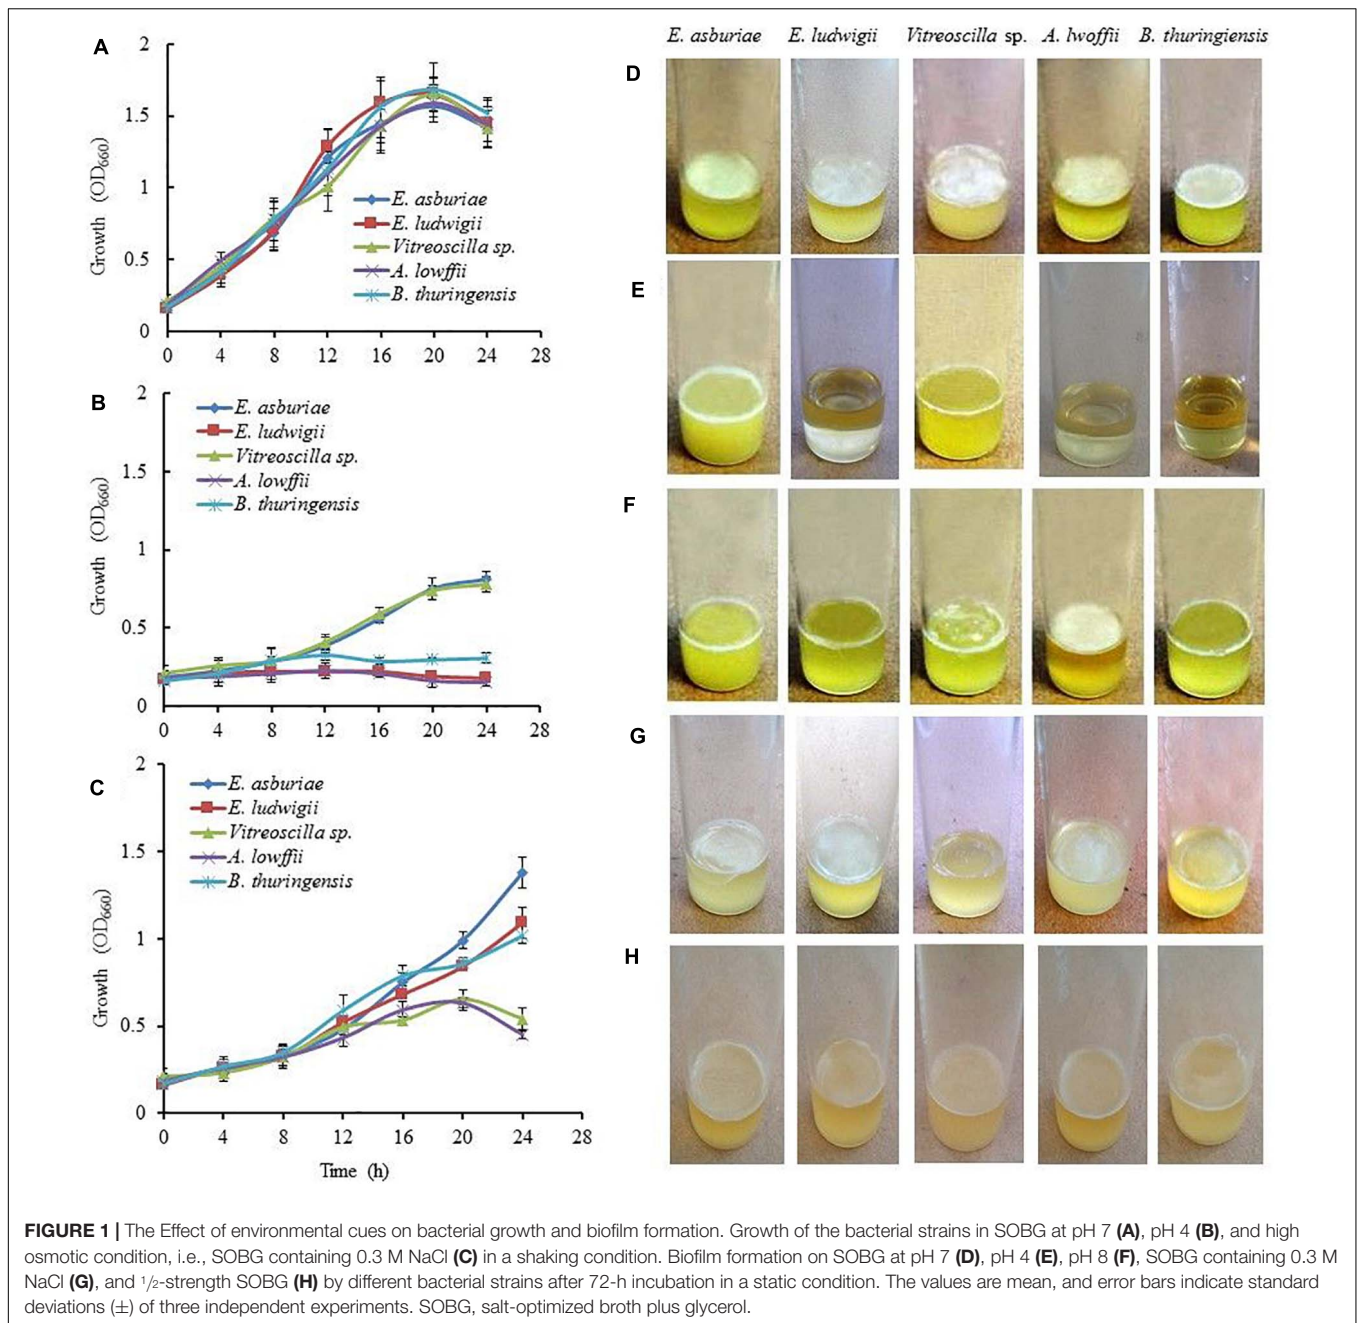 A
2
1.5
1
0.5
0
Growth (OD660)
E. asburiae
E. ludwigii
Vitreoscilla sp.
A. lowffii
B. thuringensis
0 4 8 12 16 20 24 28
B
2
1.5
1
0.5
0
Growth (OD660)
E. asburiae
E. ludwigii
Vitreoscilla sp.
A. lowffii
B. thuringensis
0 4 8 12 16 20 24 28
C
2
1.5
1
0.5
0
Growth (OD660)
E. asburiae
E. ludwigii
Vitreoscilla sp.
A. lowffii
B. thuringensis
0 4 8 12 16 20 24 28
Time (h)
E. asburiae E. ludwigii Vitreoscilla sp. A. lwoffii B. thuringiensis
D
E
F
G
H
FIGURE 1 | The Effect of environmental cues on bacterial growth and biofilm formation. Growth of the bacterial strains in SOBG at pH 7 (A), pH 4 (B), and high
osmotic condition, i.e., SOBG containing 0.3 M NaCl (C) in a shaking condition. Biofilm formation on SOBG at pH 7 (D), pH 4 (E), pH 8 (F), SOBG containing 0.3 M
NaCl (G), and 1/2-strength SOBG (H) by different bacterial strains after 72-h incubation in a static condition. The values are mean, and error bars indicate standard
deviations (±) of three independent experiments. SOBG, salt-optimized broth plus glycerol.